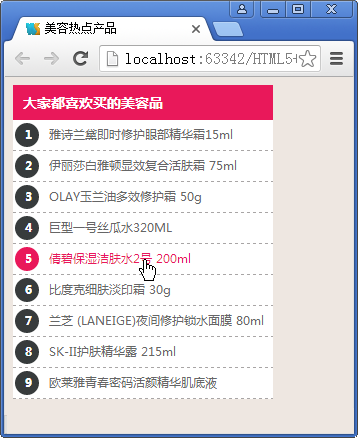 美容热点产品
localhost:63342/HTML5+
大家都喜欢买的美容品
1 雅诗兰黛即时修护眼部精华霜15ml
2 伊丽莎白雅顿显效复合活肤霜 75ml
3 OLAY玉兰油多效修护霜 50g
4 巨型一号丝瓜水320ML
5 倩碧保湿洁肤水2号 200ml
6 比度克细肤淡印霜 30g
7 兰芝 (LANEIGE)夜间修护锁水面膜 80ml
8 SK-II护肤精华露 215ml
9 欧莱雅青春密码活颜精华肌底液